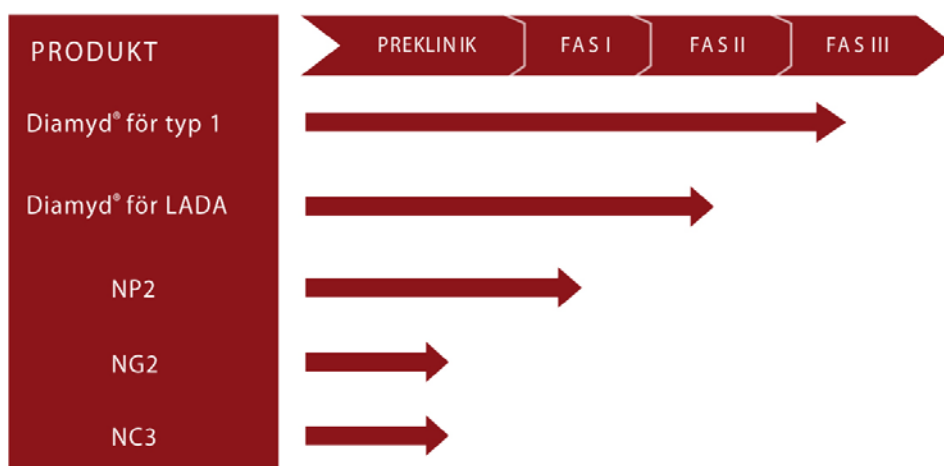 PRODUKT
PREKLINIK
FAS I
FAS II
FAS III
Diamyd® för typ 1
Diamyd® för LADA
NP2
NG2
NC3